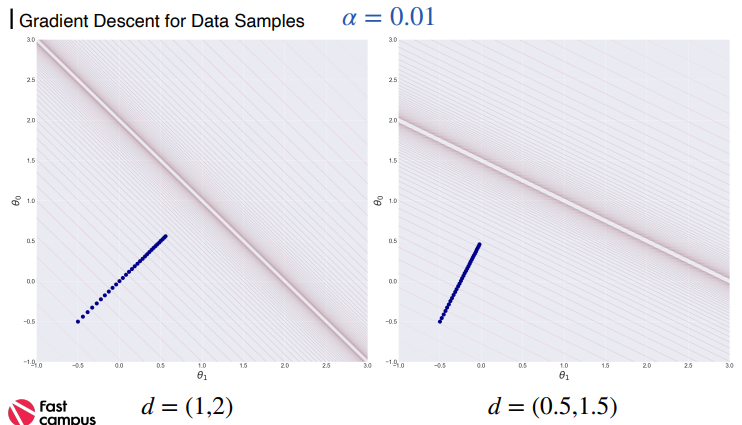 | Gradient Descent for Data Samples
α = 0.01
3.0
2.5
2.0
1.5
1.0
0.5
0.0
−0.5
−1.0
θ0
−1.0 −0.5 0.0 0.5 1.0 1.5 2.0 2.5 3.0
θ1
3.0
2.5
2.0
1.5
1.0
0.5
0.0
−0.5
−1.0
θ0
−1.0 −0.5 0.0 0.5 1.0 1.5 2.0 2.5 3.0
θ1
d = (1,2)
d = (0.5,1.5)
Fast
campus